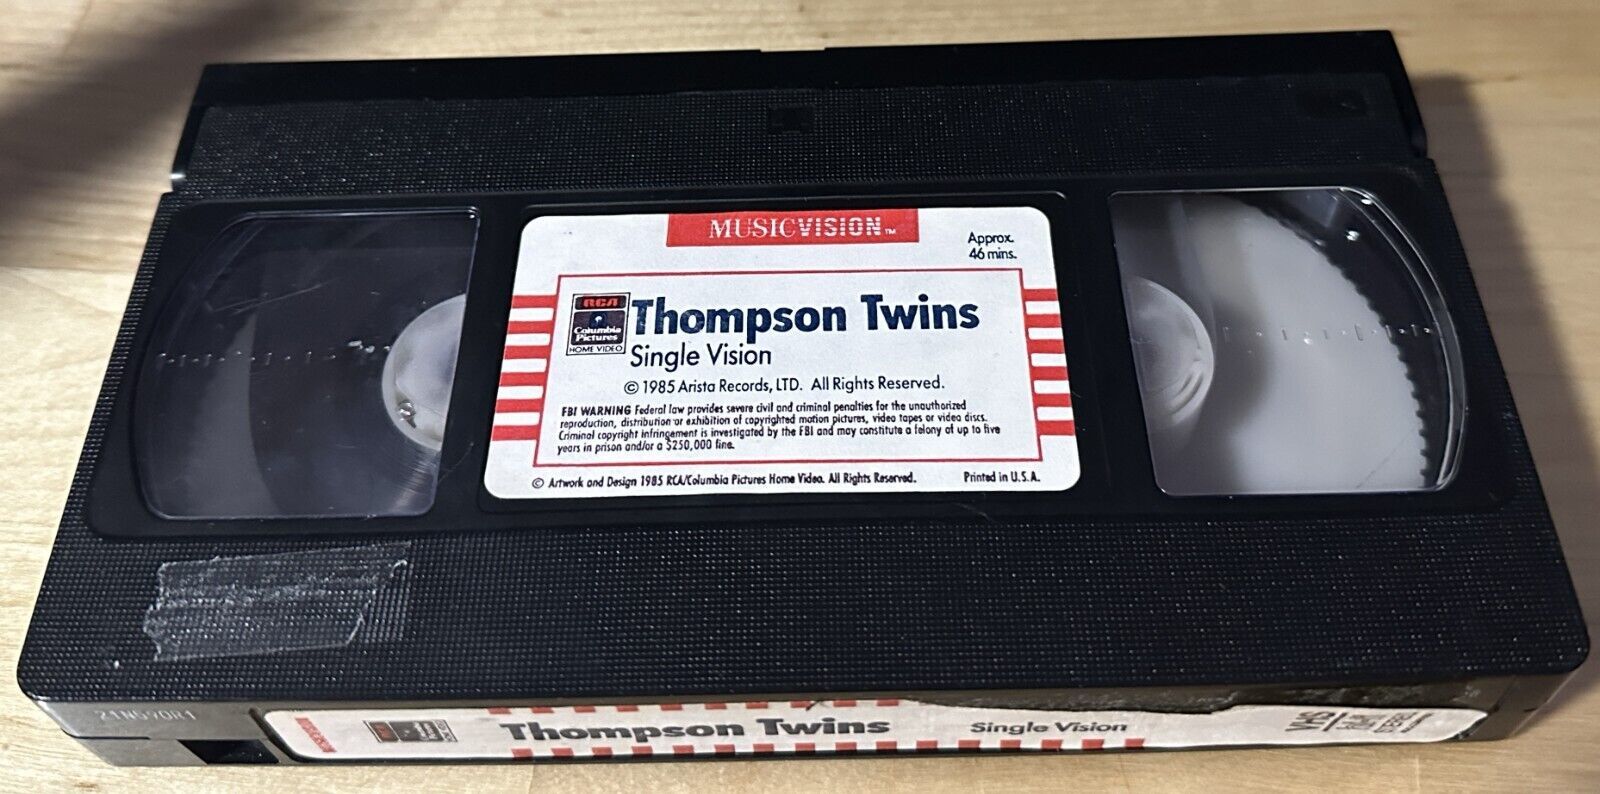 MUSICVISION™
Approx.
46 mins.
RCA
Columbia
Pictures
HOME VIDEO
Thompson Twins
Single Vision
© 1985 Arista Records, LTD. All Rights Reserved.
FBI WARNING Federal law provides severe civil and criminal penalties for the unauthorized
reproduction, distribution or exhibition of copyrighted motion pictures, video tapes or video discs.
Criminal copyright infringement is investigated by the FBI and may constitute a felony of up to five
years in prison and/or a $250,000 fine.
© Artwork and Design 1985 RCA/Columbia Pictures Home Video. All Rights Reserved. Printed in U.S.A.
21N590R1
Thompson Twins Single Vision
VHS